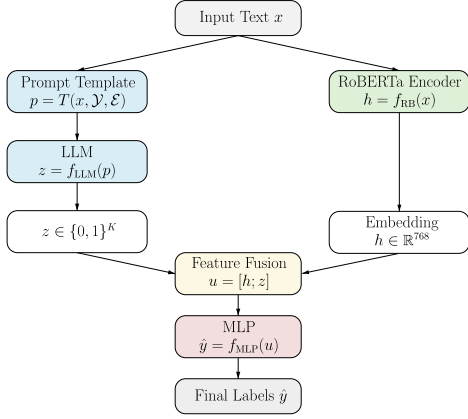 Input Text x
Prompt Template
p = T(x, 𝒴, ℰ)
RoBERTa Encoder
h = f_RB(x)
LLM
z = f_LLM(p)
z ∈ {0, 1}^K
Embedding
h ∈ ℝ^768
Feature Fusion
u = [h; z]
MLP
ŷ = f_MLP(u)
Final Labels ŷ